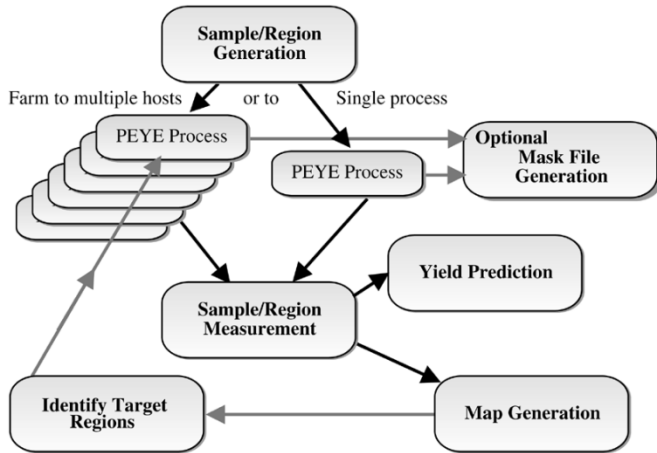 Sample/Region
Generation
Farm to multiple hosts or to Single process
PEYE Process
Optional
Mask File
Generation
PEYE Process
Yield Prediction
Sample/Region
Measurement
Identify Target
Regions
Map Generation